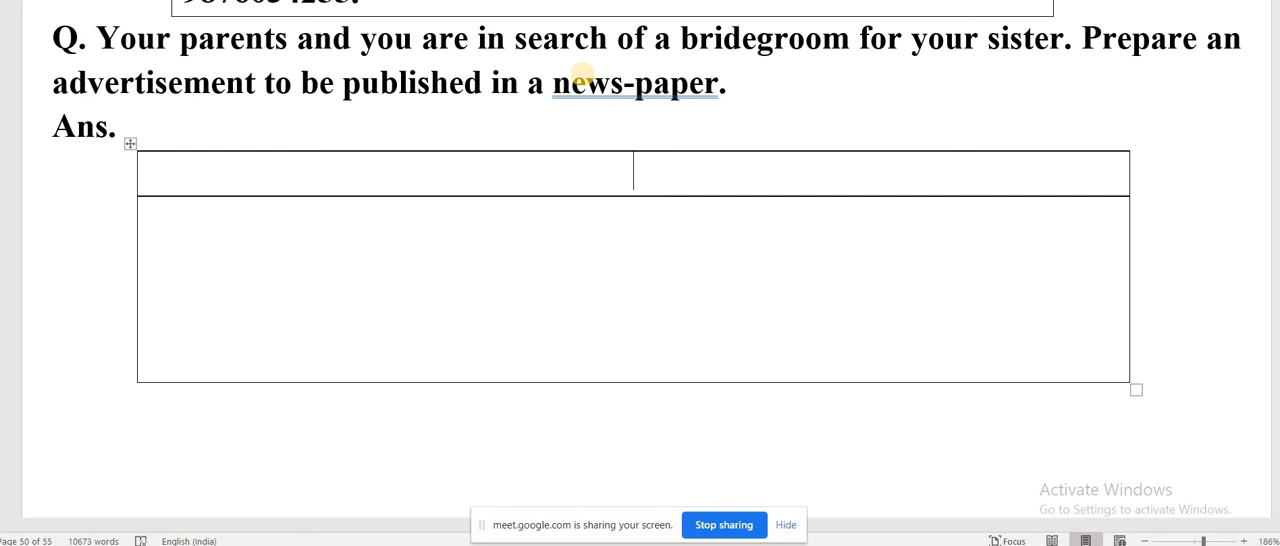 Q. Your parents and you are in search of a bridegroom for your sister. Prepare an
advertisement to be published in a news-paper.
Ans.
Activate Windows
Go to Settings to activate Windows.
meet.google.com is sharing your screen. Stop sharing Hide
Page 50 of 55 10673 words English (India) Focus 186%